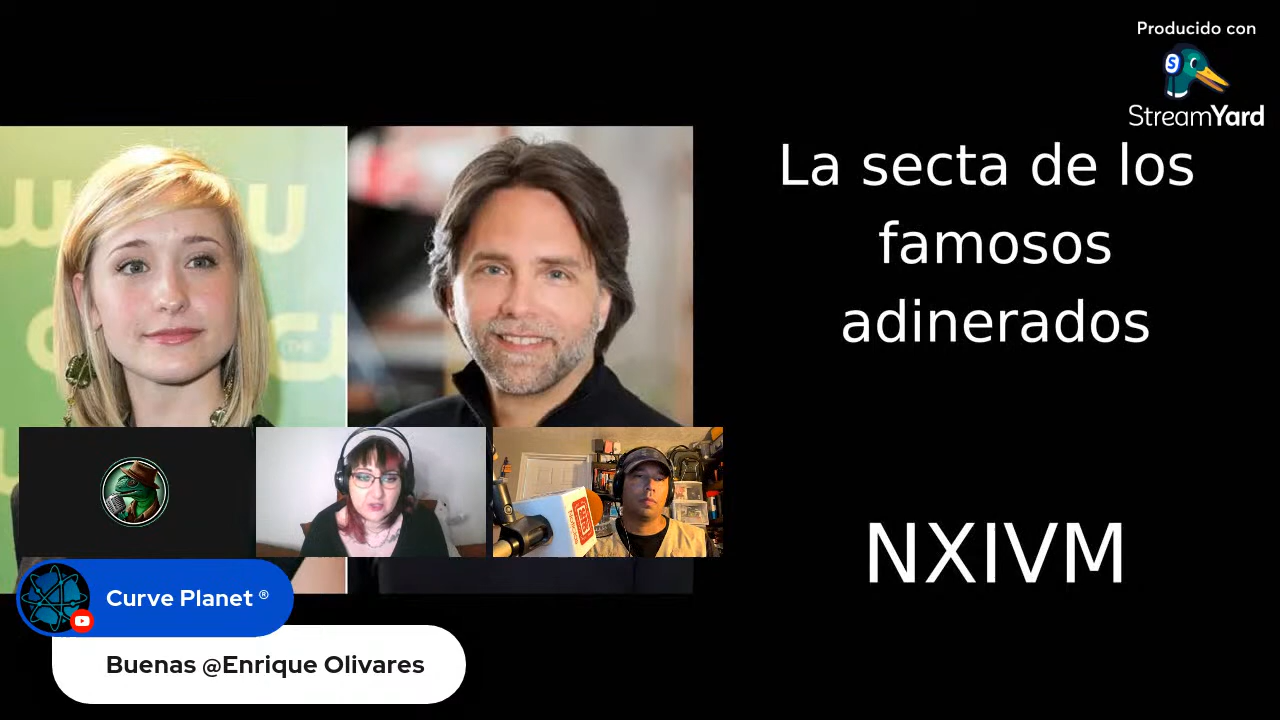 Producido con
StreamYard
La secta de los
famosos
adinerados
NXIVM
Curve Planet ®
Buenas @Enrique Olivares